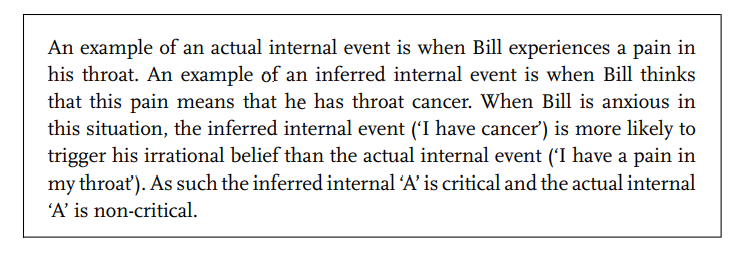 An example of an actual internal event is when Bill experiences a pain in
his throat. An example of an inferred internal event is when Bill thinks
that this pain means that he has throat cancer. When Bill is anxious in
this situation, the inferred internal event (‘I have cancer’) is more likely to
trigger his irrational belief than the actual internal event (‘I have a pain in
my throat’). As such the inferred internal ‘A’ is critical and the actual internal
‘A’ is non-critical.